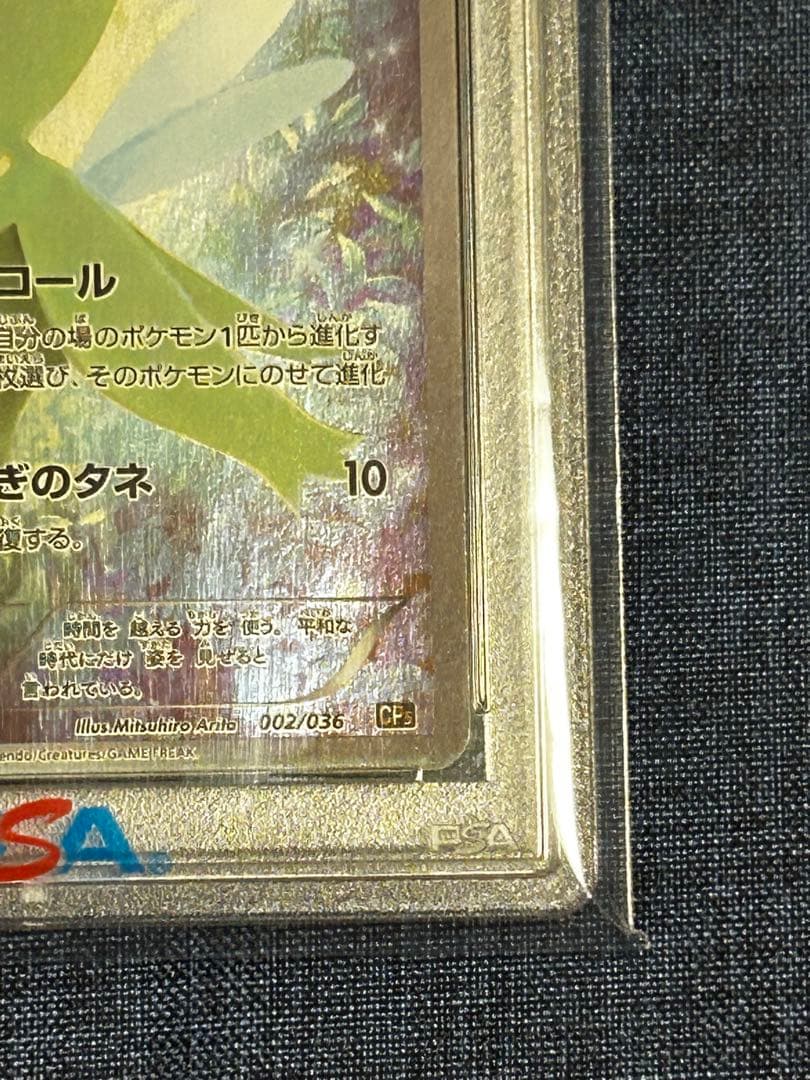 コール
自分の場のポケモン1匹から進化す
枚選び、そのポケモンにのせて進化
ぎのタネ 10
復する。
時間を 越える 力を 使う。 平和な
時代にだけ 姿を 見せると
言われている。
Illus.Mitsuhiro Arita 002/036 CP5
endo/Creatures/GAME FREAK
SA
PSA